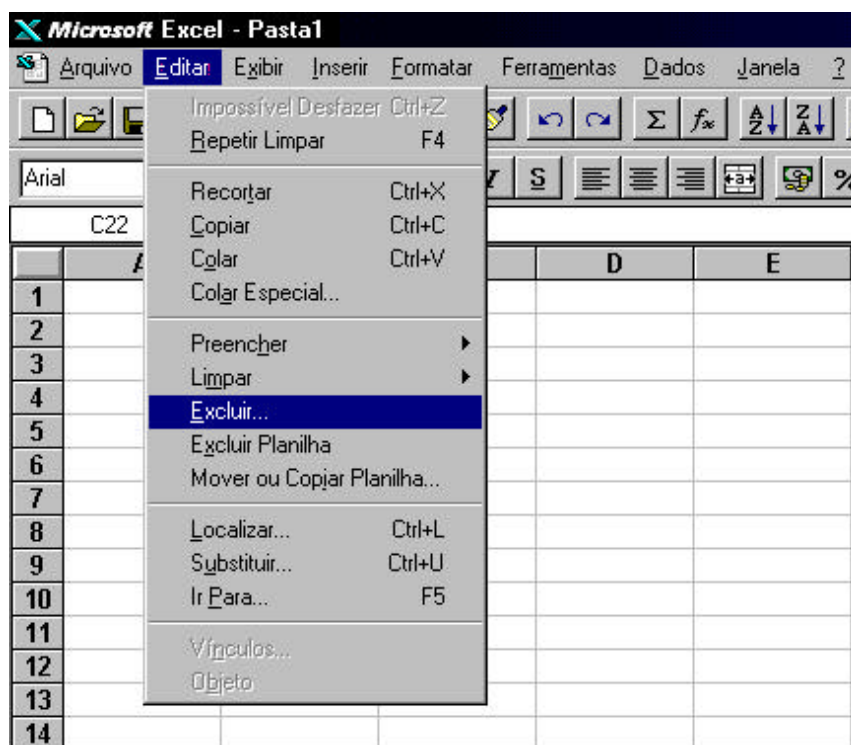 Microsoft Excel - Pasta1
Arquivo Editar Exibir Inserir Formatar Ferramentas Dados Janela ?
Σ fx A Z Z A
Arial S a %
C22
D E
1
2
3
4
5
6
7
8
9
10
11
12
13
14
Impossível Desfazer Ctrl+Z
Repetir Limpar F4
Recortar Ctrl+X
Copiar Ctrl+C
Colar Ctrl+V
Colar Especial...
Preencher
Limpar
Excluir...
Excluir Planilha
Mover ou Copiar Planilha...
Localizar... Ctrl+L
Substituir... Ctrl+U
Ir Para... F5
Vínculos...
Objeto